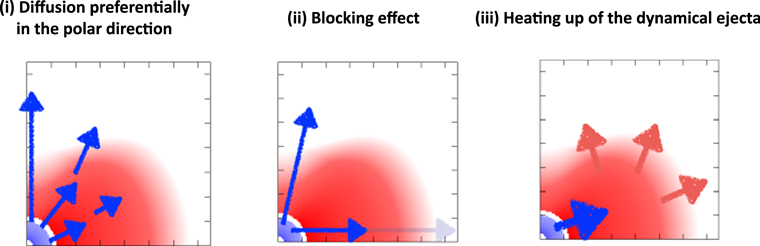 (i) Diffusion preferentially
in the polar direction
(ii) Blocking effect
(iii) Heating up of the dynamical ejecta